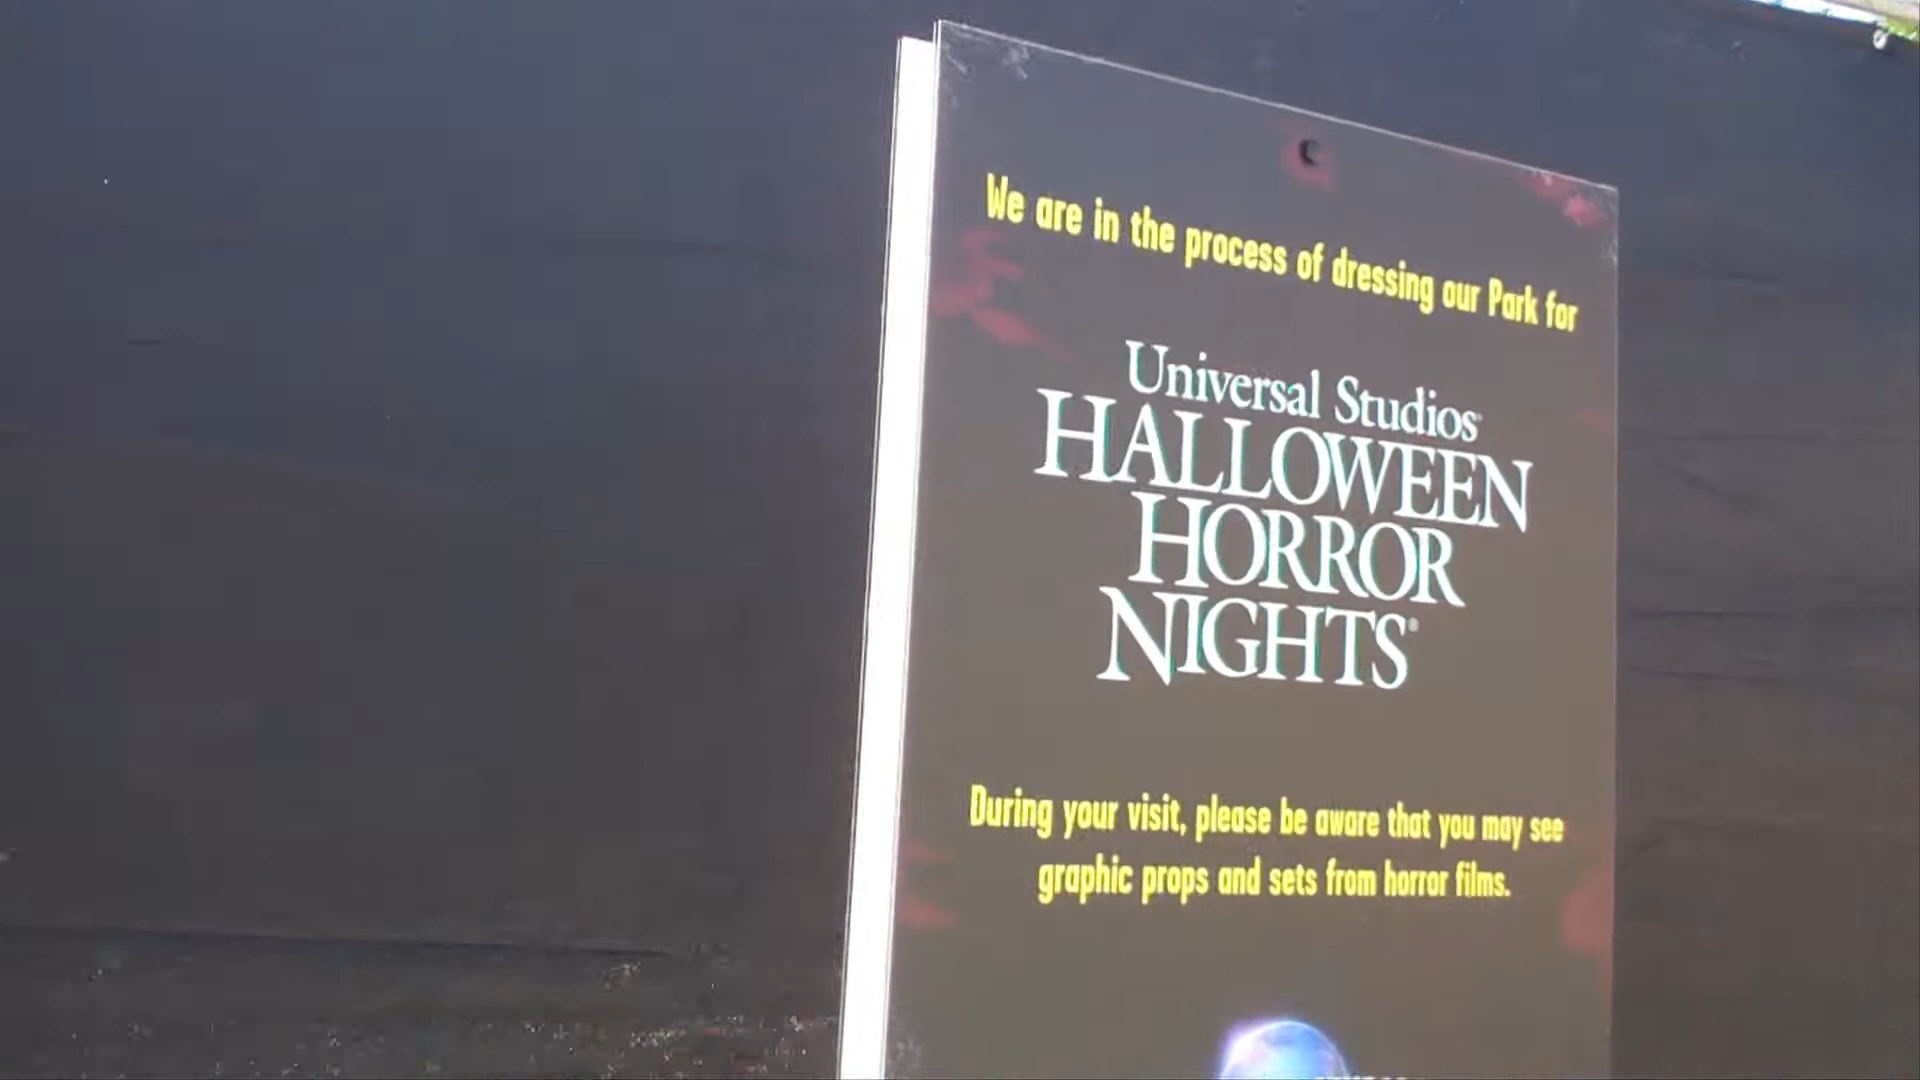 We are in the process of dressing our Park for
Universal Studios
HALLOWEEN
HORROR
NIGHTS®
During your visit, please be aware that you may see
graphic props and sets from horror films.